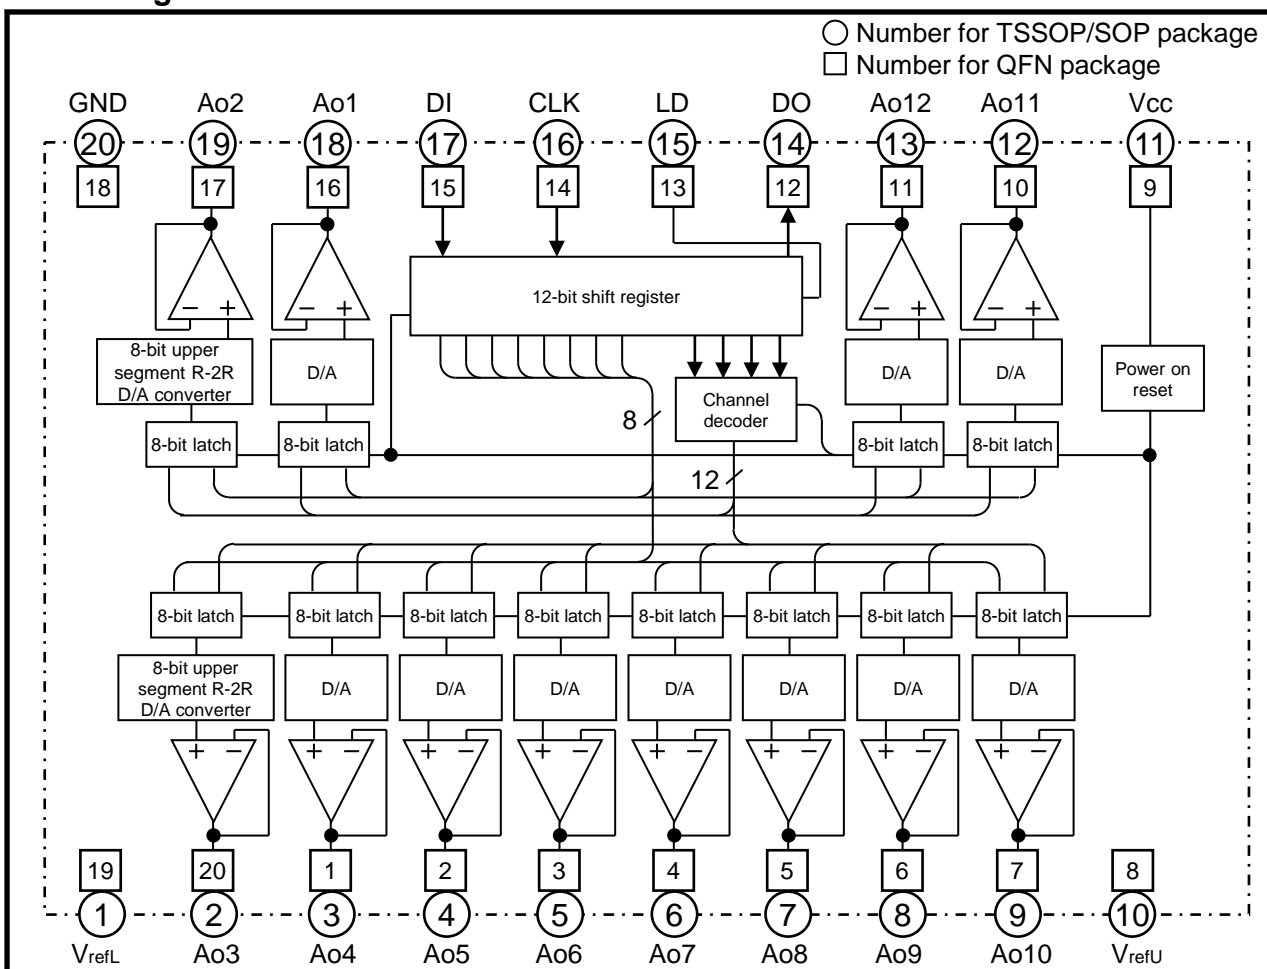 Number for TSSOP/SOP package
Number for QFN package
GND Ao2 Ao1 DI CLK LD DO Ao12 Ao11 Vcc
20 19 18 17 16 15 14 13 12 11
18 17 16 15 14 13 12 11 10 9
12-bit shift register
− + − + − + − +
8-bit upper
segment R-2R
D/A converter
D/A
D/A
D/A
Power on
reset
Channel
decoder
8
8-bit latch 8-bit latch 8-bit latch 8-bit latch
12
8-bit latch 8-bit latch 8-bit latch 8-bit latch 8-bit latch 8-bit latch 8-bit latch 8-bit latch
8-bit upper
segment R-2R
D/A converter
D/A D/A D/A D/A D/A D/A D/A
+ − + − + − + − + − + − + − + −
19 20 1 2 3 4 5 6 7 8
1 2 3 4 5 6 7 8 9 10
VrefL Ao3 Ao4 Ao5 Ao6 Ao7 Ao8 Ao9 Ao10 VrefU